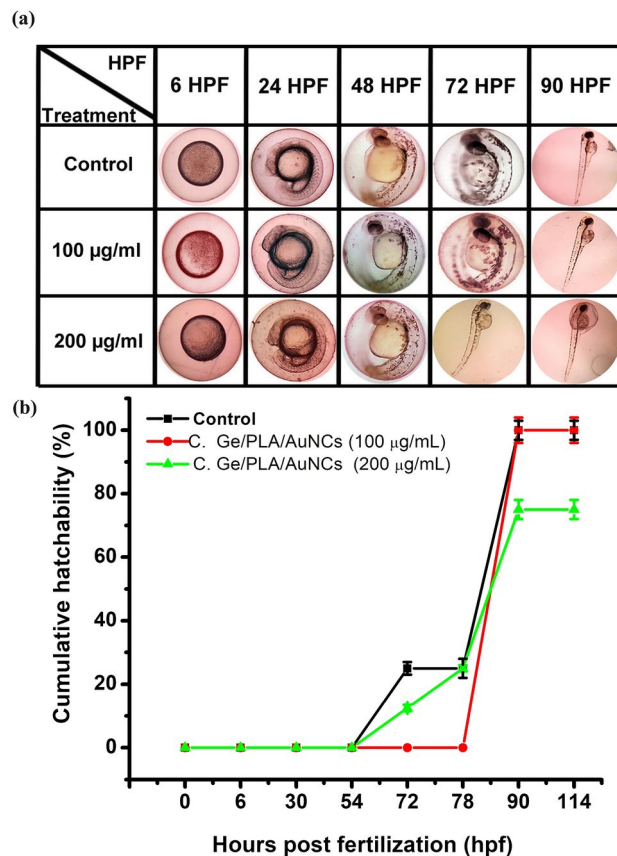 (a)
HPF
Treatment
6 HPF 24 HPF 48 HPF 72 HPF 90 HPF
Control
100 µg/ml
200 µg/ml
(b)
Control
C. Ge/PLA/AuNCs (100 µg/mL)
C. Ge/PLA/AuNCs (200 µg/mL)
Cumulative hatchability (%)
100
80
60
40
20
0
0 6 30 54 72 78 90 114
Hours post fertilization (hpf)